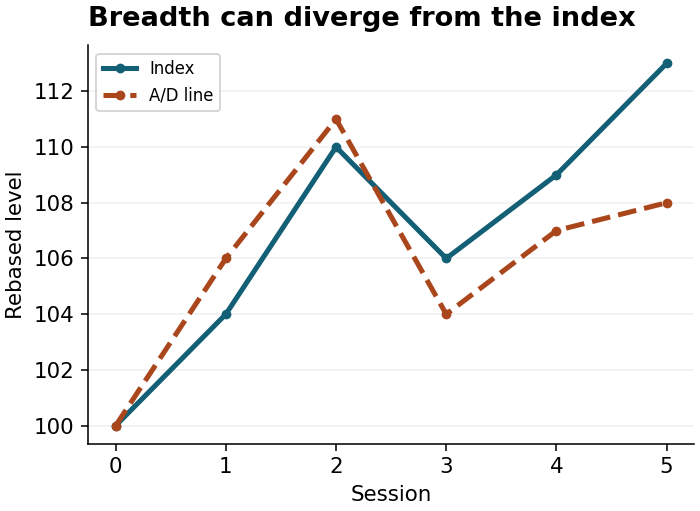 Breadth can diverge from the index
Index
A/D line
Rebased level
112
110
108
106
104
102
100
0 1 2 3 4 5
Session